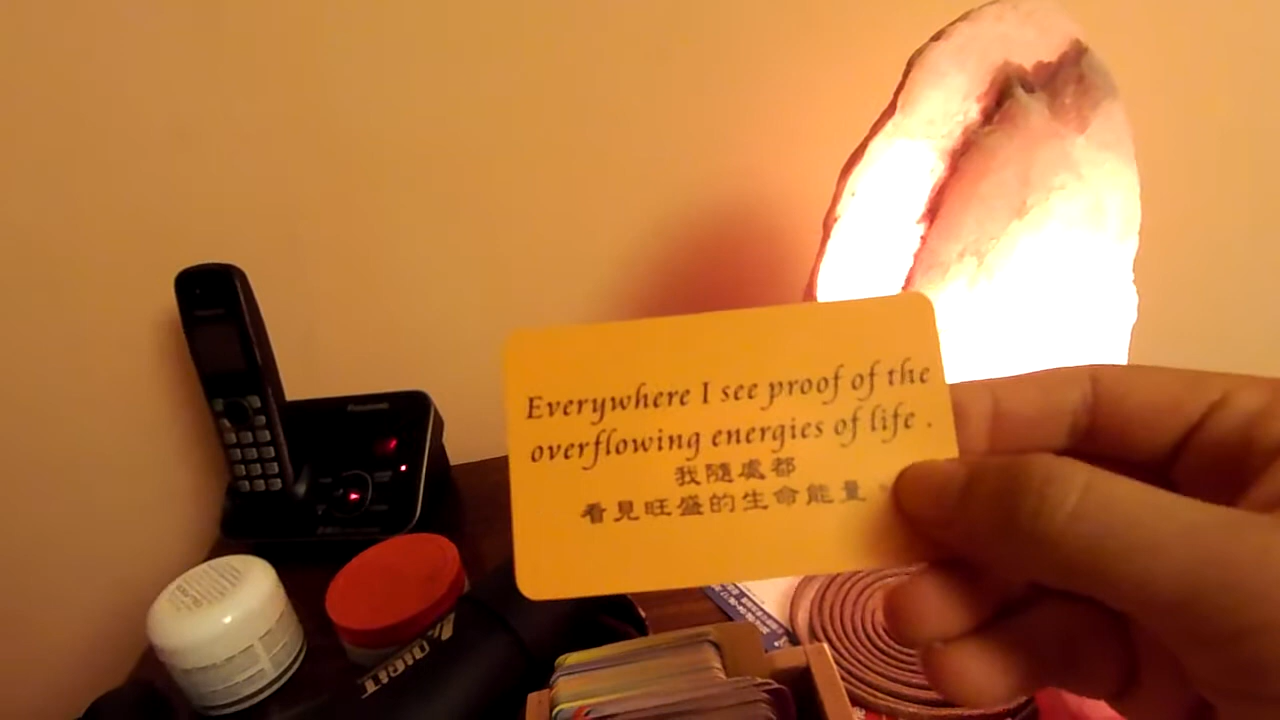 Everywhere I see proof of the
overflowing energies of life .
我隨處都
看見旺盛的生命能量
Panasonic